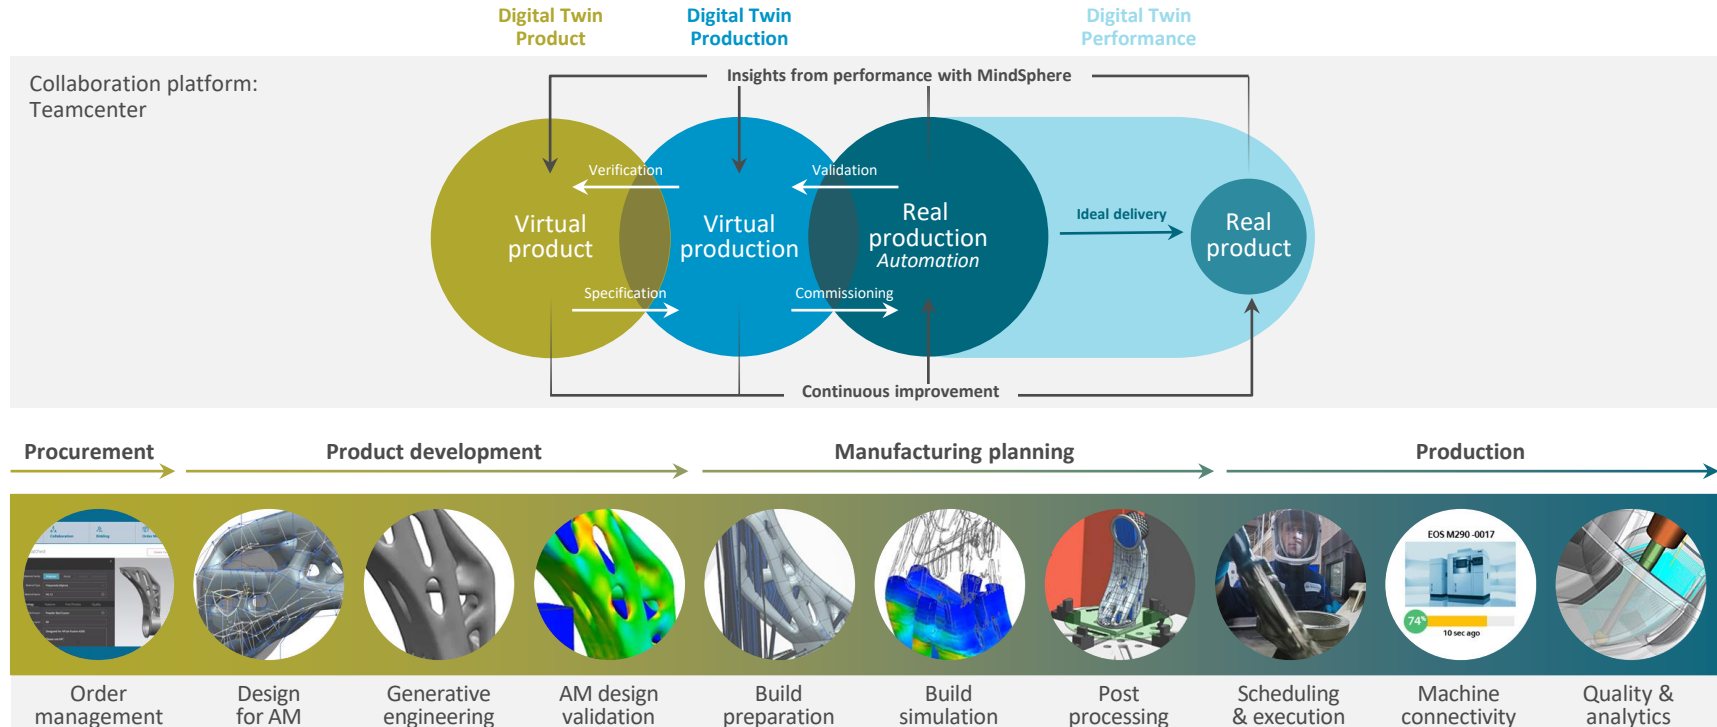 Digital Twin
Product
Digital Twin
Production
Digital Twin
Performance
Collaboration platform:
Teamcenter
Insights from performance with MindSphere
Verification
Validation
Virtual
product
Virtual
production
Real
production
Automation
Ideal delivery
Real
product
Specification
Commissioning
Continuous improvement
Procurement
Product development
Manufacturing planning
Production
Collaboration
Bidding
EOS M290 -0017
74%
10 sec ago
Order
management
Design
for AM
Generative
engineering
AM design
validation
Build
preparation
Build
simulation
Post
processing
Scheduling
& execution
Machine
connectivity
Quality &
analytics